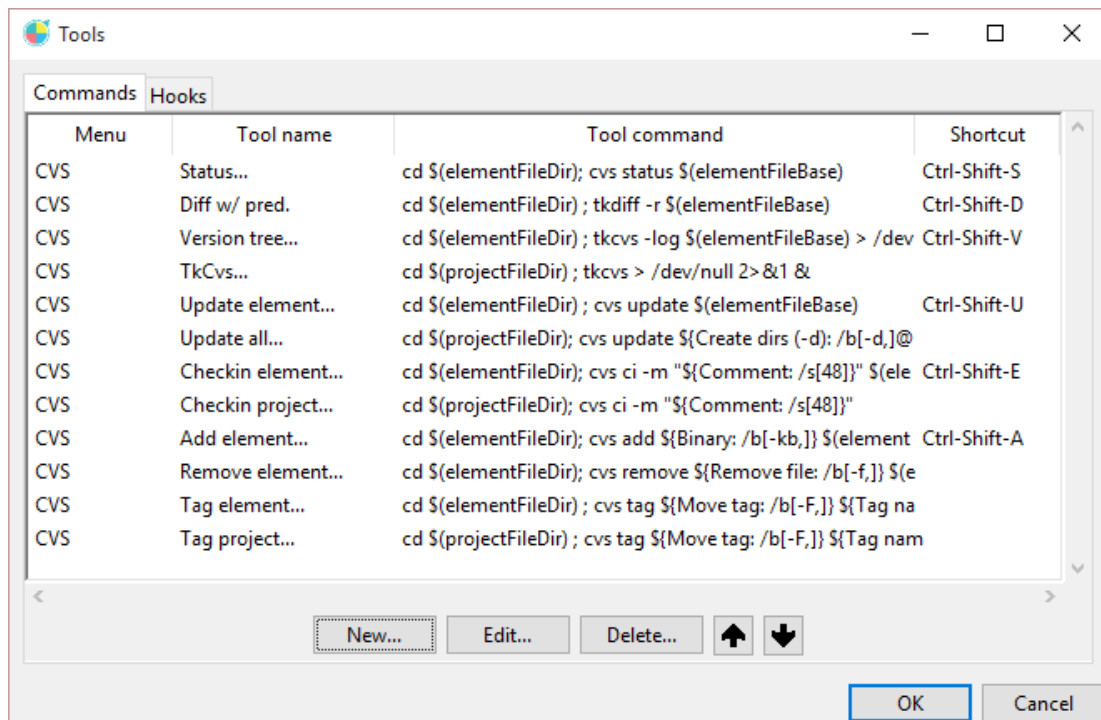 Tools
Commands Hooks
Menu Tool name Tool command Shortcut
CVS Status... cd $(elementFileDir); cvs status $(elementFileBase) Ctrl-Shift-S
CVS Diff w/ pred. cd $(elementFileDir) ; tkdiff -r $(elementFileBase) Ctrl-Shift-D
CVS Version tree... cd $(elementFileDir) ; tkcvs -log $(elementFileBase) > /dev Ctrl-Shift-V
CVS TkCvs... cd $(projectFileDir) ; tkcvs > /dev/null 2>&1 &
CVS Update element... cd $(elementFileDir) ; cvs update $(elementFileBase) Ctrl-Shift-U
CVS Update all... cd $(projectFileDir); cvs update ${Create dirs (-d): /b[-d,]@
CVS Checkin element... cd $(elementFileDir); cvs ci -m "${Comment: /s[48]}" $(ele Ctrl-Shift-E
CVS Checkin project... cd $(projectFileDir); cvs ci -m "${Comment: /s[48]}"
CVS Add element... cd $(elementFileDir); cvs add ${Binary: /b[-kb,]} $(element Ctrl-Shift-A
CVS Remove element... cd $(elementFileDir); cvs remove ${Remove file: /b[-f,]} $(e
CVS Tag element... cd $(elementFileDir) ; cvs tag ${Move tag: /b[-F,]} ${Tag na
CVS Tag project... cd $(projectFileDir) ; cvs tag ${Move tag: /b[-F,]} ${Tag nam
New... Edit... Delete...
OK Cancel